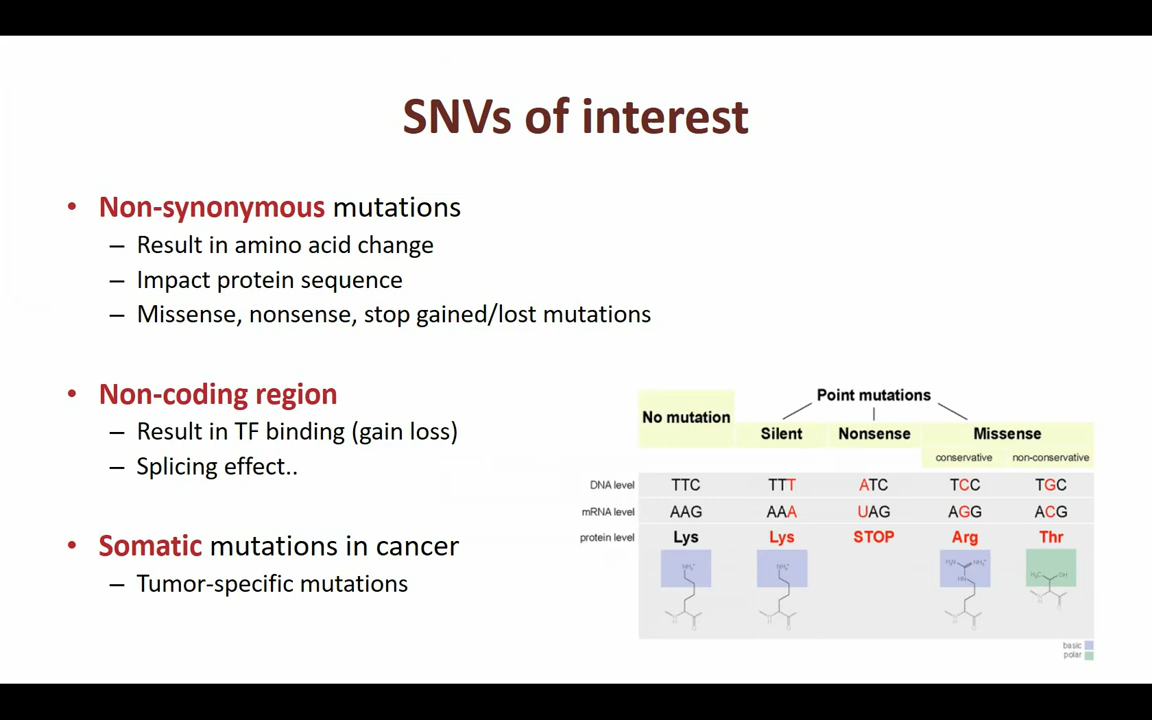 SNVs of interest
• Non-synonymous mutations
– Result in amino acid change
– Impact protein sequence
– Missense, nonsense, stop gained/lost mutations
• Non-coding region
– Result in TF binding (gain loss)
– Splicing effect..
• Somatic mutations in cancer
– Tumor-specific mutations
Point mutations
No mutation
Silent Nonsense Missense
conservative non-conservative
DNA level TTC TTT ATC TCC TGC
mRNA level AAG AAA UAG AGG ACG
protein level Lys Lys STOP Arg Thr
basic
polar